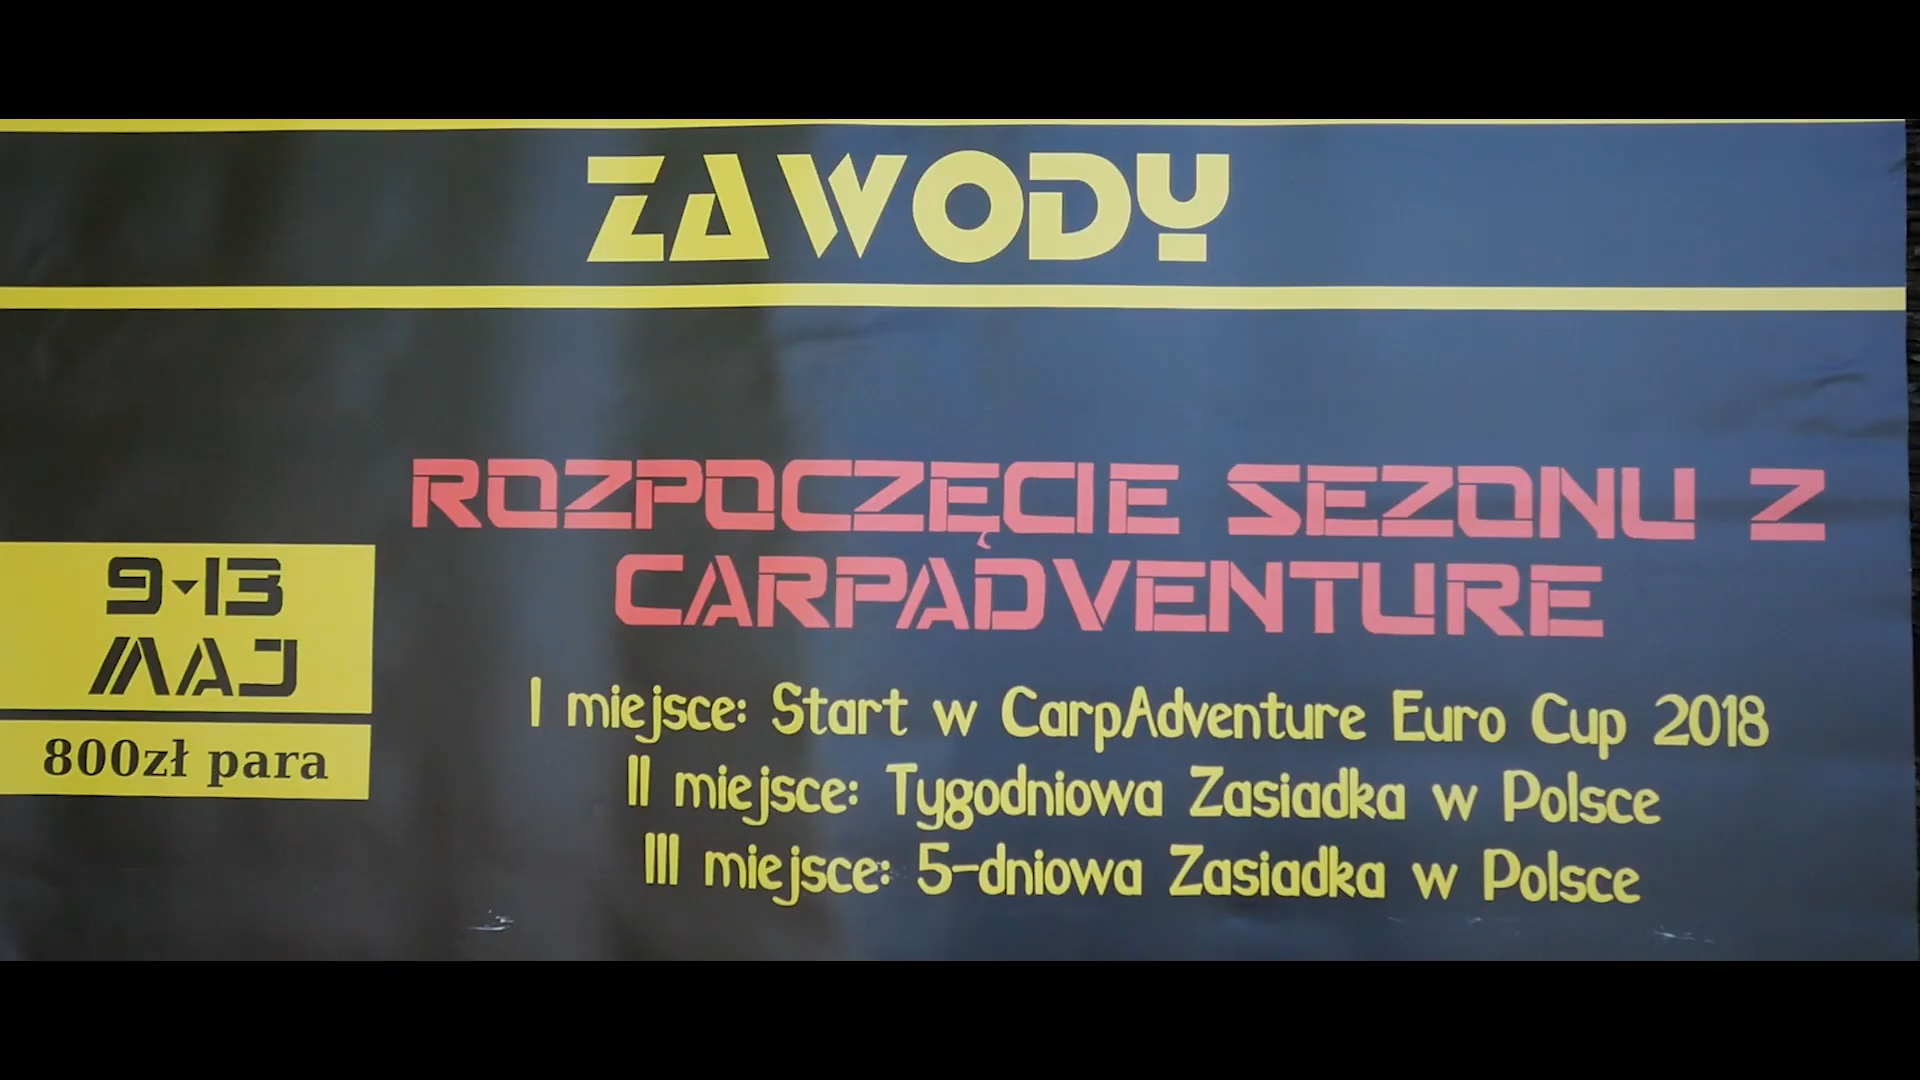 ZAWODY
ROZPOCZĘCIE SEZONU Z
CARPADVENTURE
9-13
MAJ
800zł para
I miejsce: Start w CarpAdventure Euro Cup 2018
II miejsce: Tygodniowa Zasiadka w Polsce
III miejsce: 5-dniowa Zasiadka w Polsce